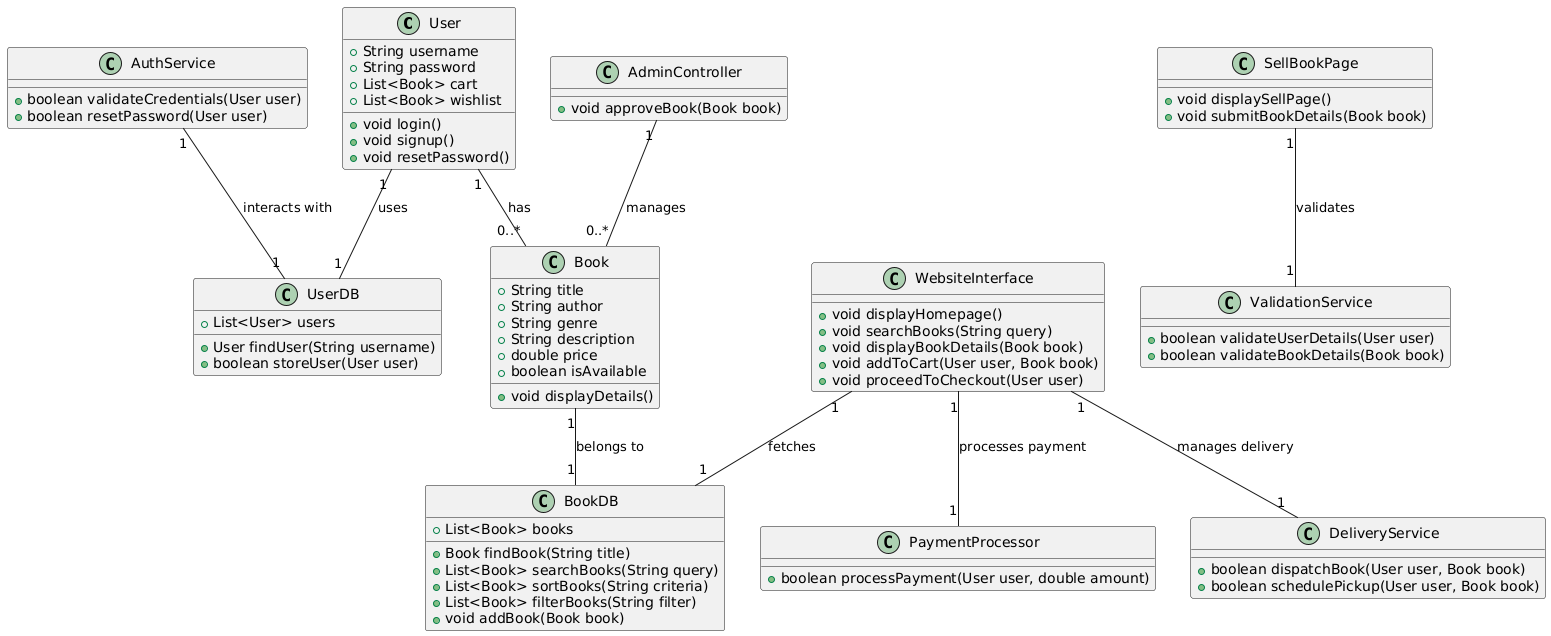 C User
+ String username
+ String password
+ List<Book> cart
+ List<Book> wishlist
void login()
void signup()
void resetPassword()
C AuthService
boolean validateCredentials(User user)
boolean resetPassword(User user)
C AdminController
void approveBook(Book book)
C SellBookPage
void displaySellPage()
void submitBookDetails(Book book)
1
interacts with
1
1
uses
1
1
has
0..*
1
manages
0..*
1
validates
1
C UserDB
List<User> users
User findUser(String username)
boolean storeUser(User user)
C Book
String title
String author
String genre
String description
double price
boolean isAvailable
void displayDetails()
C WebsiteInterface
void displayHomepage()
void searchBooks(String query)
void displayBookDetails(Book book)
void addToCart(User user, Book book)
void proceedToCheckout(User user)
C ValidationService
boolean validateUserDetails(User user)
boolean validateBookDetails(Book book)
1
belongs to
1
1
fetches
1
1
processes payment
1
1
manages delivery
1
C BookDB
List<Book> books
Book findBook(String title)
List<Book> searchBooks(String query)
List<Book> sortBooks(String criteria)
List<Book> filterBooks(String filter)
void addBook(Book book)
C PaymentProcessor
boolean processPayment(User user, double amount)
C DeliveryService
boolean dispatchBook(User user, Book book)
boolean schedulePickup(User user, Book book)